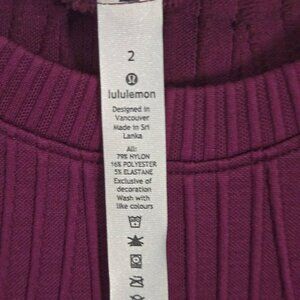 2
lululemon
Designed in
Vancouver
Made in Sri
Lanka
All:
79% NYLON
16% POLYESTER
5% ELASTANE
Exclusive of
decoration
Wash with
like colours